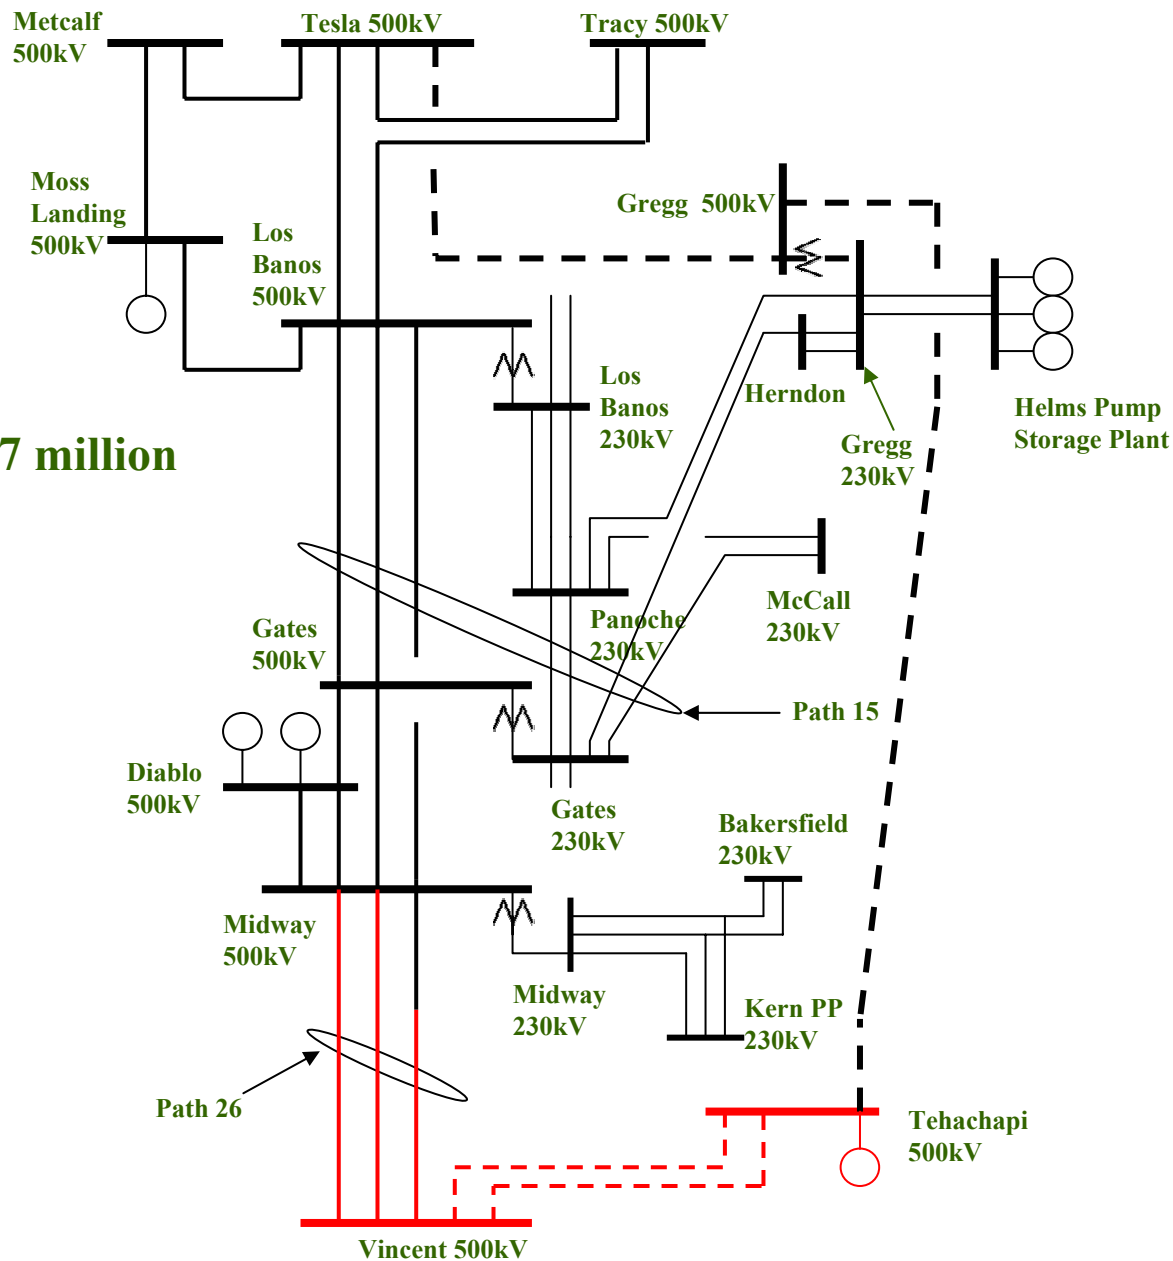 Metcalf
500kV
Tesla 500kV
Tracy 500kV
Moss
Landing
500kV
Los
Banos
500kV
Gregg  500kV
Los
Banos
230kV
Herndon
Gregg
230kV
Helms Pump
Storage Plant
7 million
Gates
500kV
Panoche
230kV
McCall
230kV
Path 15
Diablo
500kV
Gates
230kV
Bakersfield
230kV
Midway
500kV
Midway
230kV
Kern PP
230kV
Path 26
Tehachapi
500kV
Vincent 500kV